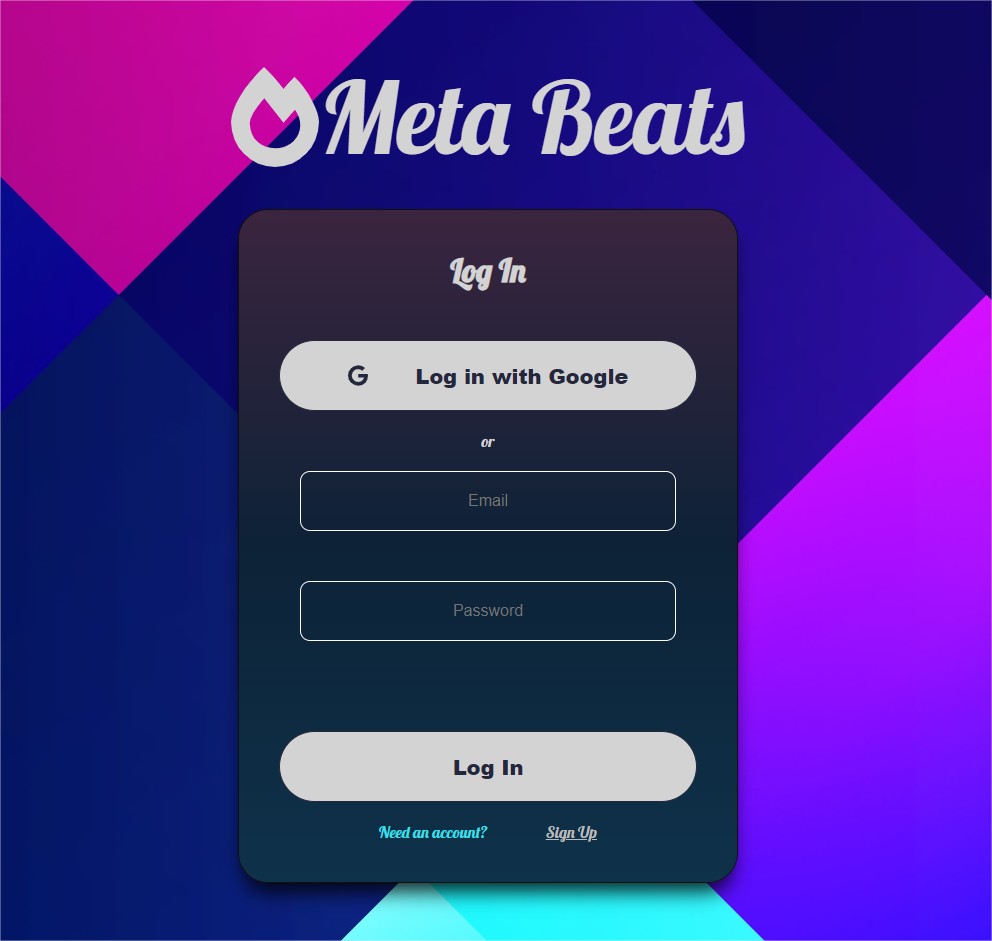 Meta Beats
Log In
Log in with Google
or
Email
Password
Log In
Need an account? Sign Up